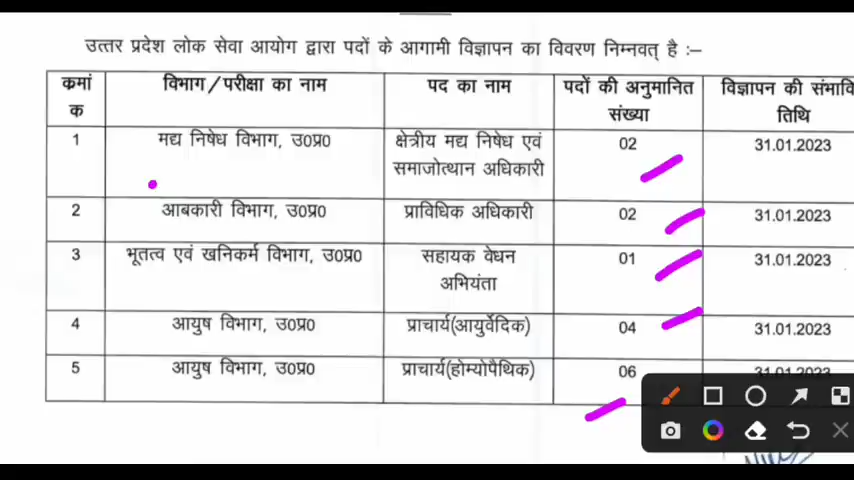 उत्तर प्रदेश लोक सेवा आयोग द्वारा पदों के आगामी विज्ञापन का विवरण निम्नवत् है :–
क्रमां
क
विभाग/परीक्षा का नाम
पद का नाम
पदों की अनुमानित
संख्या
विज्ञापन की संभावि
तिथि
1
मद्य निषेध विभाग, उ0प्र0
क्षेत्रीय मद्य निषेध एवं
समाजोत्थान अधिकारी
02
31.01.2023
2
आबकारी विभाग, उ0प्र0
प्राविधिक अधिकारी
02
31.01.2023
3
भूतत्व एवं खनिकर्म विभाग, उ0प्र0
सहायक वेधन
अभियंता
01
31.01.2023
4
आयुष विभाग, उ0प्र0
प्राचार्य(आयुर्वेदिक)
04
31.01.2023
5
आयुष विभाग, उ0प्र0
प्राचार्य(होम्योपैथिक)
06
31.01.2023